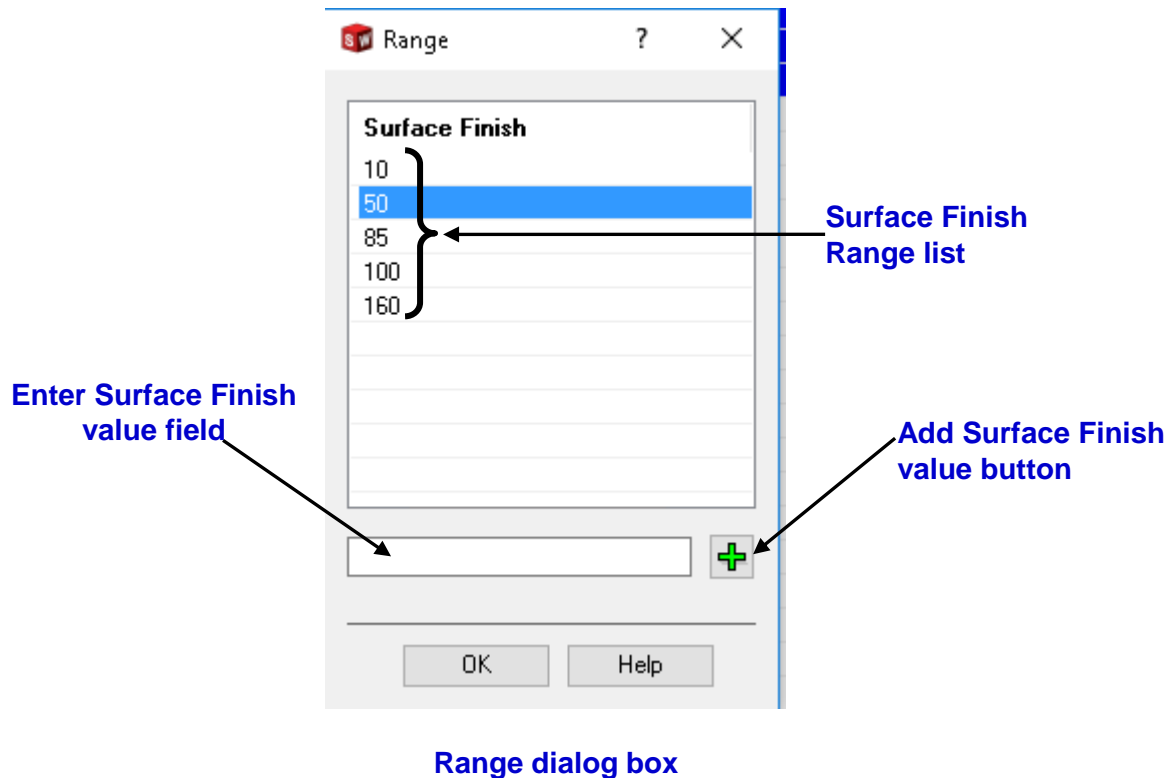 SW Range ?
Surface Finish
10
50
85
100
160
Surface Finish
Range list
Enter Surface Finish
value field
Add Surface Finish
value button
OK Help
Range dialog box